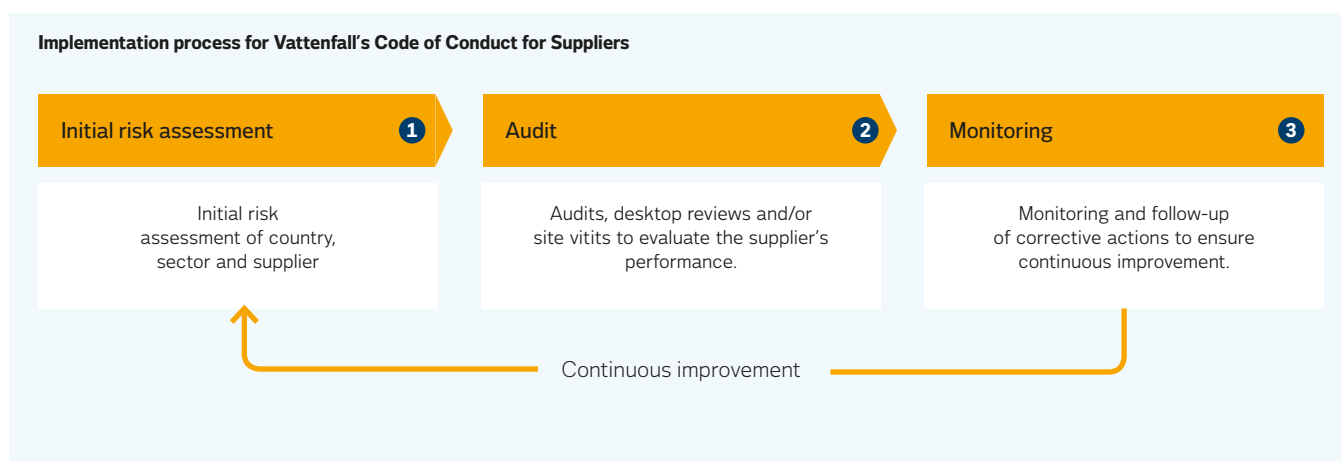 Implementation process for Vattenfall's Code of Conduct for Suppliers
Initial risk assessment 1
Audit 2
Monitoring 3
Initial risk
assessment of country,
sector and supplier
Audits, desktop reviews and/or
site vitits to evaluate the supplier's
performance.
Monitoring and follow-up
of corrective actions to ensure
continuous improvement.
Continuous improvement